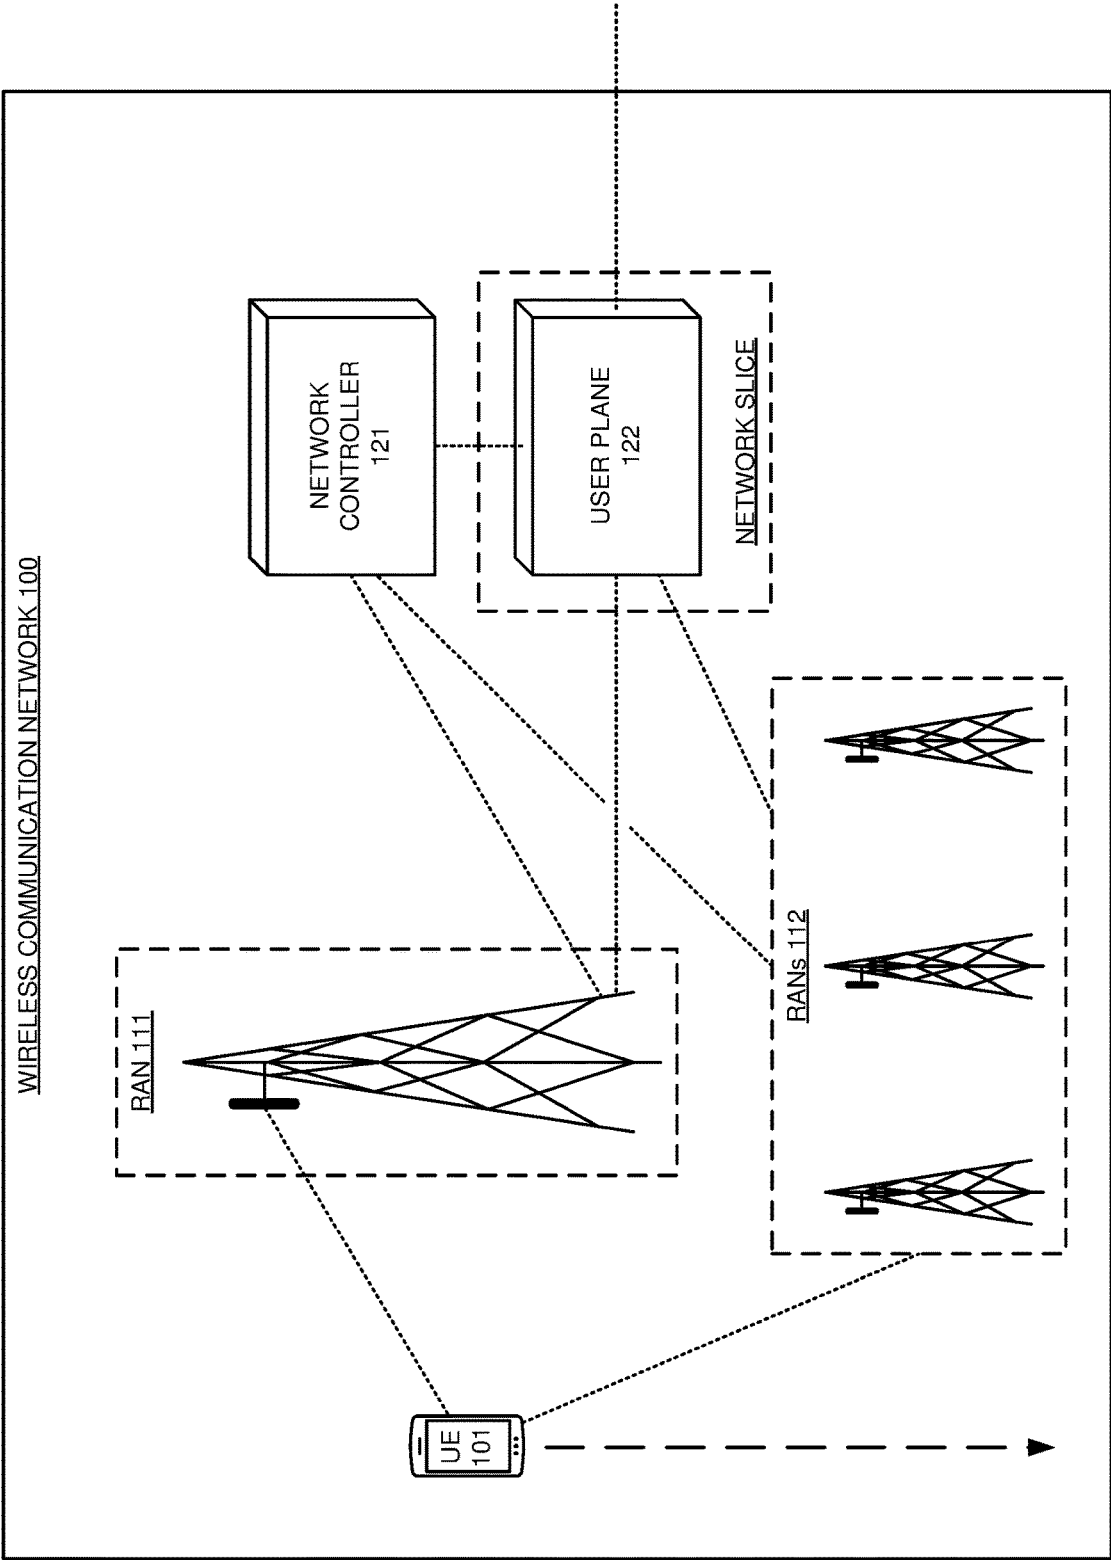 WIRELESS COMMUNICATION NETWORK 100
RAN 111
UE
101
NETWORK
CONTROLLER
121
USER PLANE
122
NETWORK SLICE
RANs 112